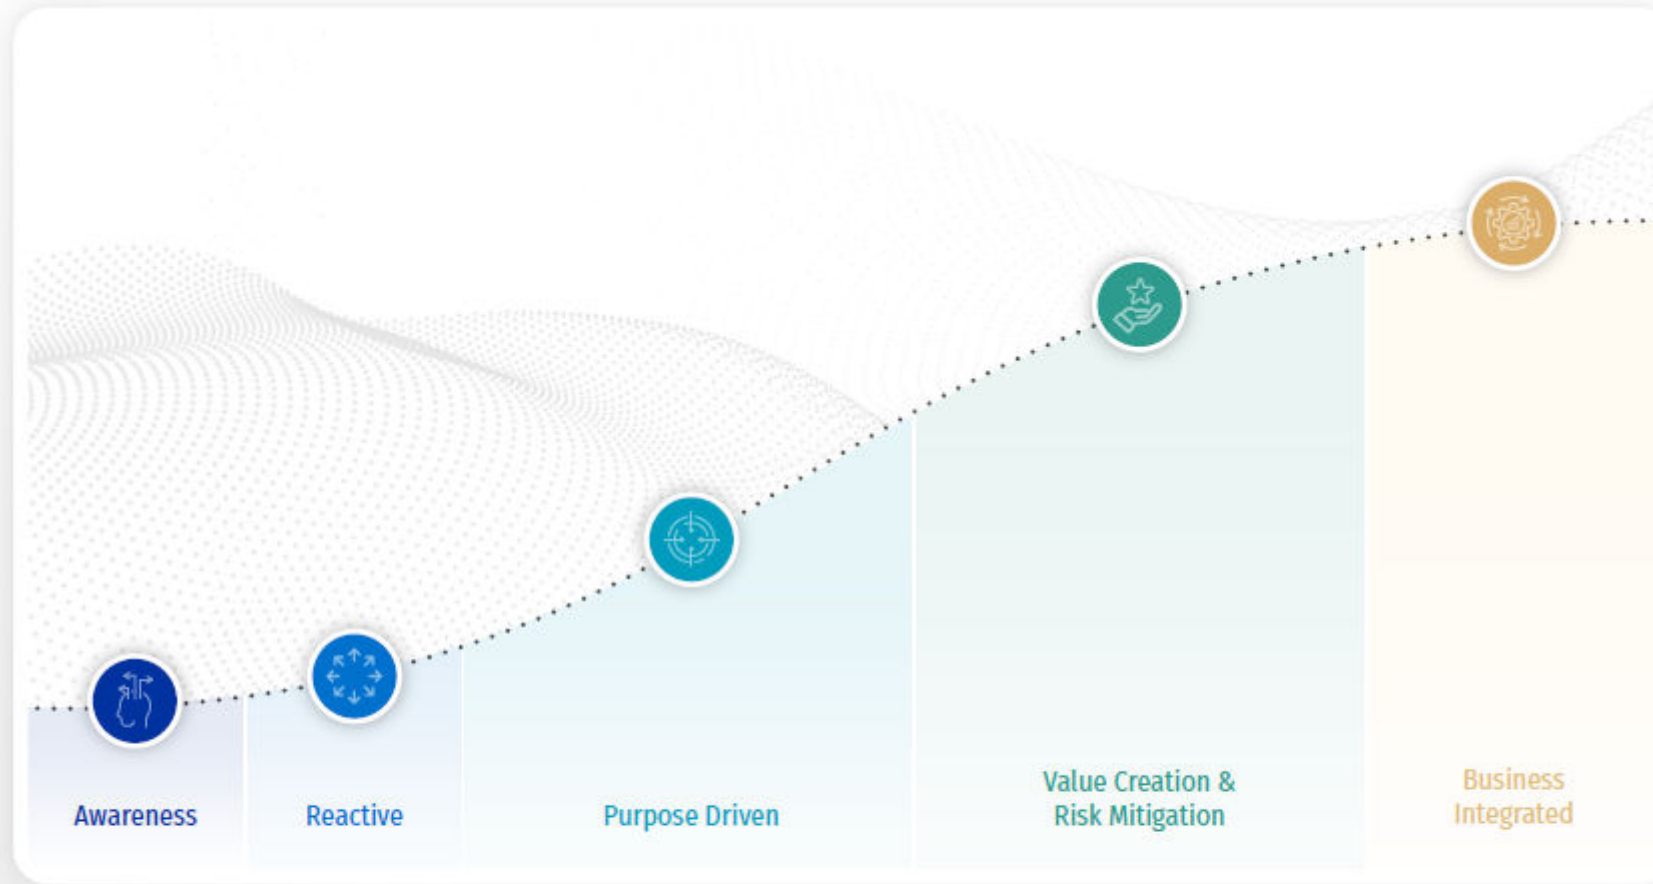 Awareness
Reactive
Purpose Driven
Value Creation &
Risk Mitigation
Business
Integrated